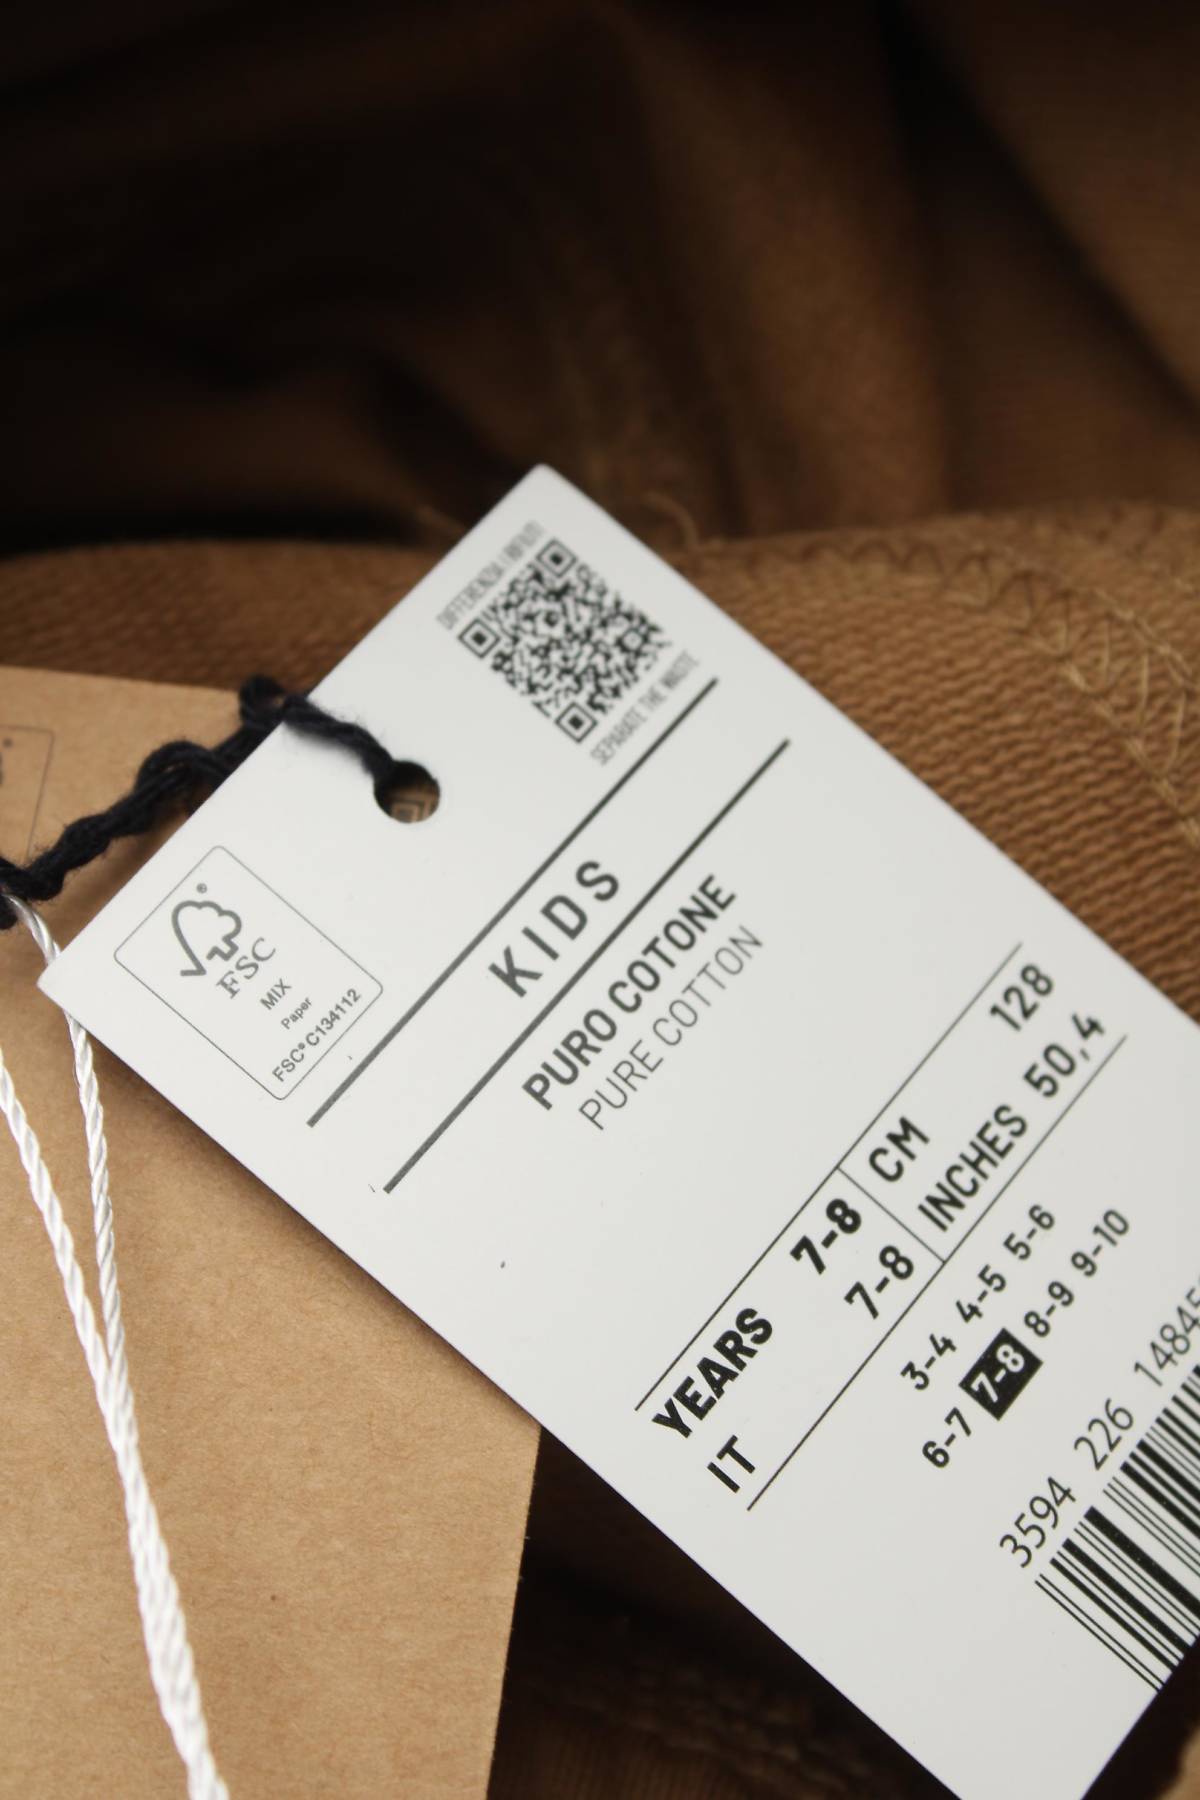 DIFFERENZIA I RIFIUTI
SEPARATE THE WASTE
FSC®
MIX
Paper
FSC® C134112
KIDS
PURO COTONE
PURE COTTON
YEARS 7-8 CM 128
IT 7-8 INCHES 50,4
3-4 4-5 5-6
6-7 7-8 8-9 9-10
3594 226 1484